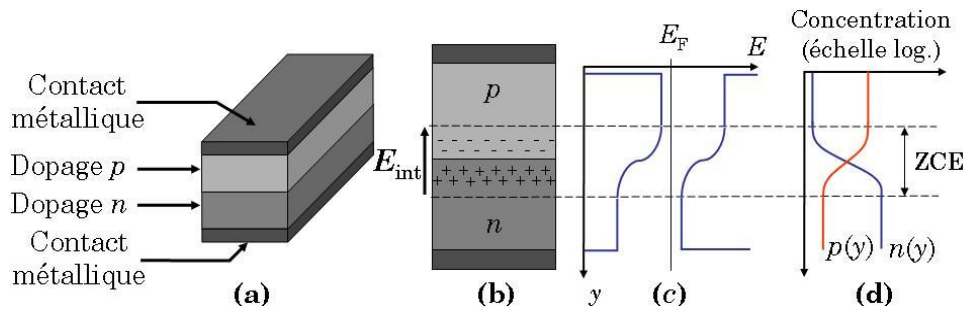 Contact
métallique
Dopage p
Dopage n
Contact
métallique
(a)
E_int
p
- - - - - -
- - - - - -
+ + + + + + +
+ + + + + + +
n
(b)
E_F
E
y
(c)
Concentration
(échelle log.)
ZCE
p(y) n(y)
(d)